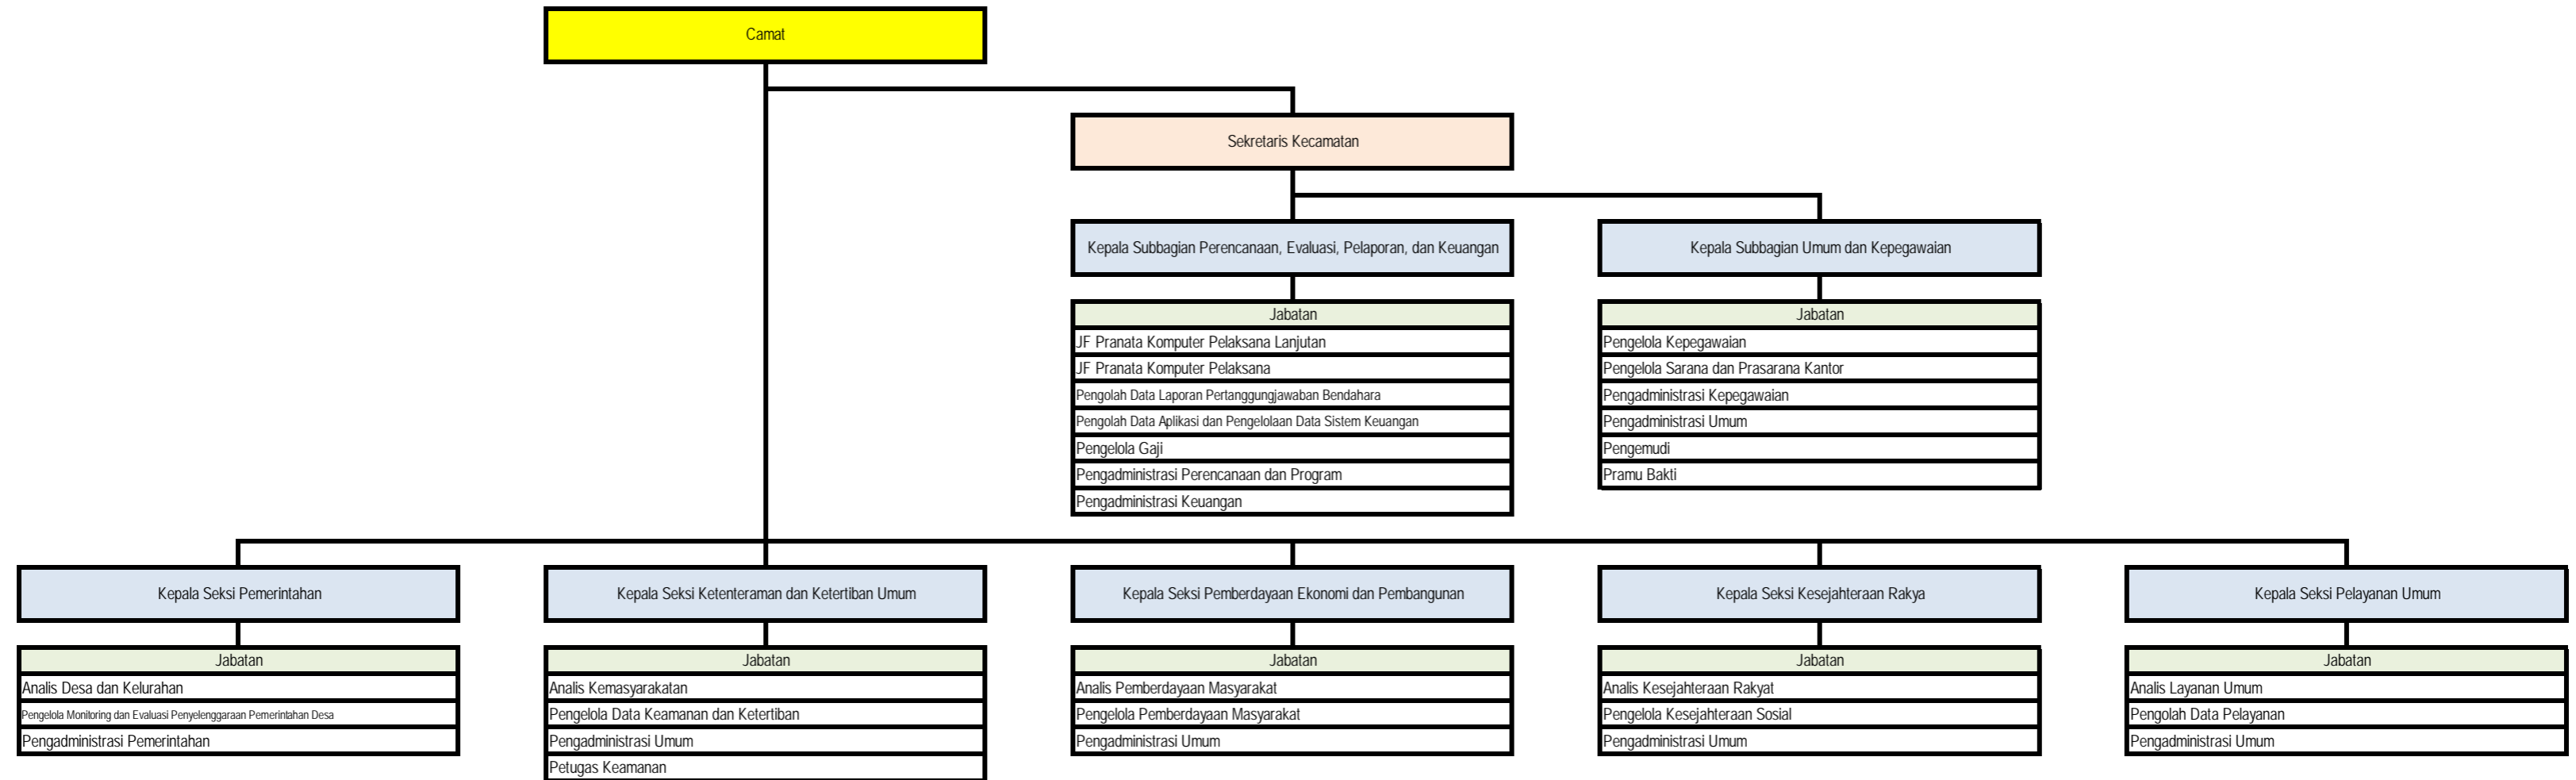 Camat
Sekretaris Kecamatan
Kepala Subbagian Perencanaan, Evaluasi, Pelaporan, dan Keuangan
Kepala Subbagian Umum dan Kepegawaian
Jabatan
JF Pranata Komputer Pelaksana Lanjutan
JF Pranata Komputer Pelaksana
Pengolah Data Laporan Pertanggungjawaban Bendahara
Pengolah Data Aplikasi dan Pengelolaan Data Sistem Keuangan
Pengelola Gaji
Pengadministrasi Perencanaan dan Program
Pengadministrasi Keuangan
Jabatan
Pengelola Kepegawaian
Pengelola Sarana dan Prasarana Kantor
Pengadministrasi Kepegawaian
Pengadministrasi Umum
Pengemudi
Pramu Bakti
Kepala Seksi Pemerintahan
Jabatan
Analis Desa dan Kelurahan
Pengelola Monitoring dan Evaluasi Penyelenggaraan Pemerintahan Desa
Pengadministrasi Pemerintahan
Kepala Seksi Ketenteraman dan Ketertiban Umum
Jabatan
Analis Kemasyarakatan
Pengelola Data Keamanan dan Ketertiban
Pengadministrasi Umum
Petugas Keamanan
Kepala Seksi Pemberdayaan Ekonomi dan Pembangunan
Jabatan
Analis Pemberdayaan Masyarakat
Pengelola Pemberdayaan Masyarakat
Pengadministrasi Umum
Kepala Seksi Kesejahteraan Rakya
Jabatan
Analis Kesejahteraan Rakyat
Pengelola Kesejahteraan Sosial
Pengadministrasi Umum
Kepala Seksi Pelayanan Umum
Jabatan
Analis Layanan Umum
Pengolah Data Pelayanan
Pengadministrasi Umum